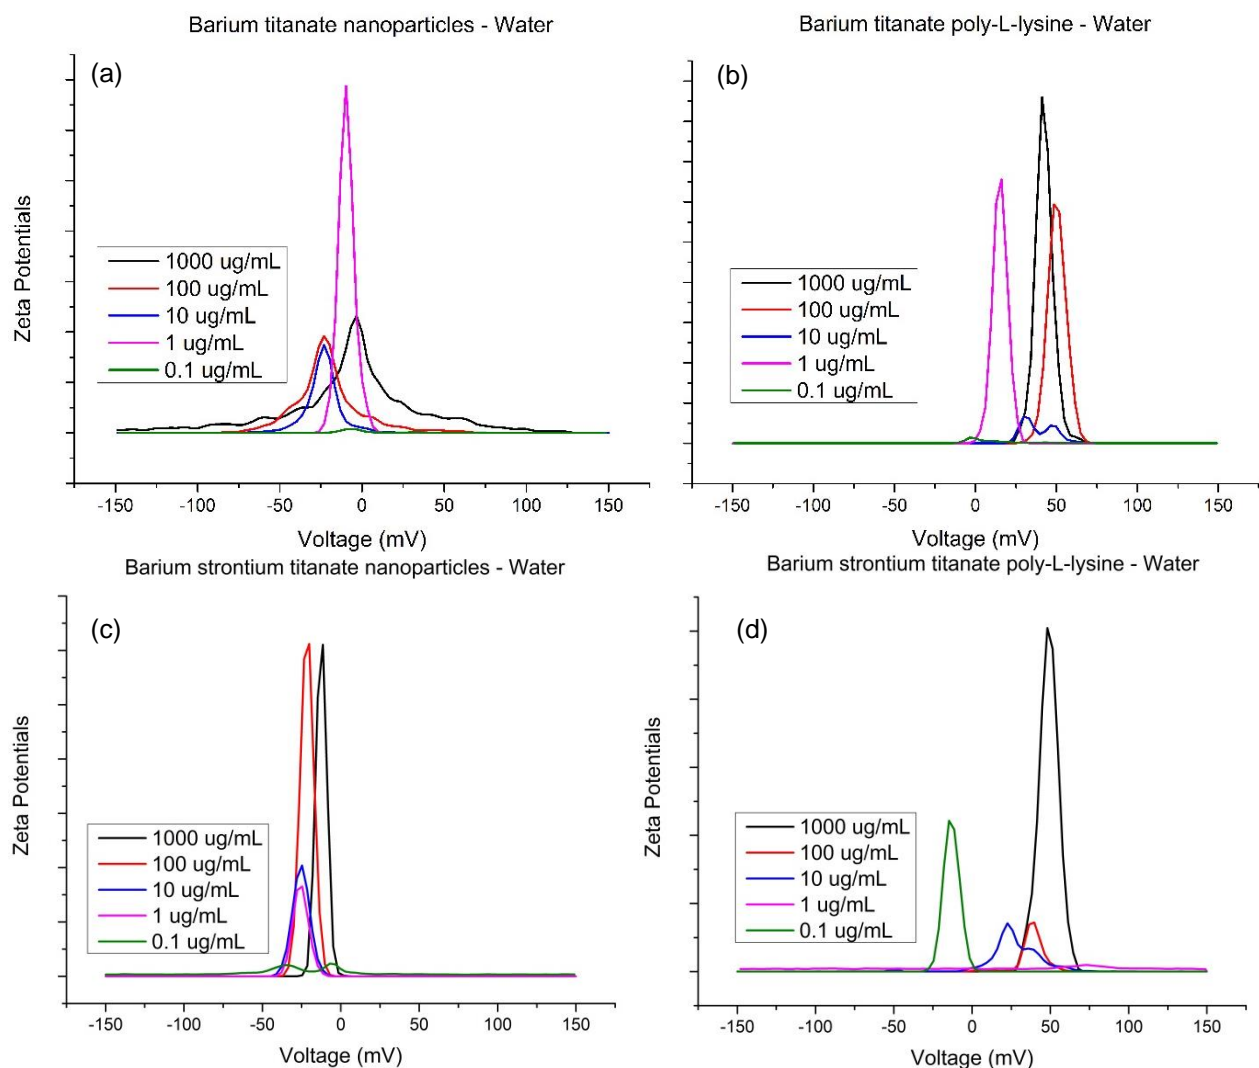 Barium titanate nanoparticles - Water
(a)
Zeta Potentials
1000 ug/mL
100 ug/mL
10 ug/mL
1 ug/mL
0.1 ug/mL
-150 -100 -50 0 50 100 150
Voltage (mV)
Barium titanate poly-L-lysine - Water
(b)
1000 ug/mL
100 ug/mL
10 ug/mL
1 ug/mL
0.1 ug/mL
-150 -100 -50 0 50 100 150
Voltage (mV)
Barium strontium titanate nanoparticles - Water
(c)
Zeta Potentials
1000 ug/mL
100 ug/mL
10 ug/mL
1 ug/mL
0.1 ug/mL
-150 -100 -50 0 50 100 150
Voltage (mV)
Barium strontium titanate poly-L-lysine - Water
(d)
Zeta Potentials
1000 ug/mL
100 ug/mL
10 ug/mL
1 ug/mL
0.1 ug/mL
-150 -100 -50 0 50 100 150
Voltage (mV)